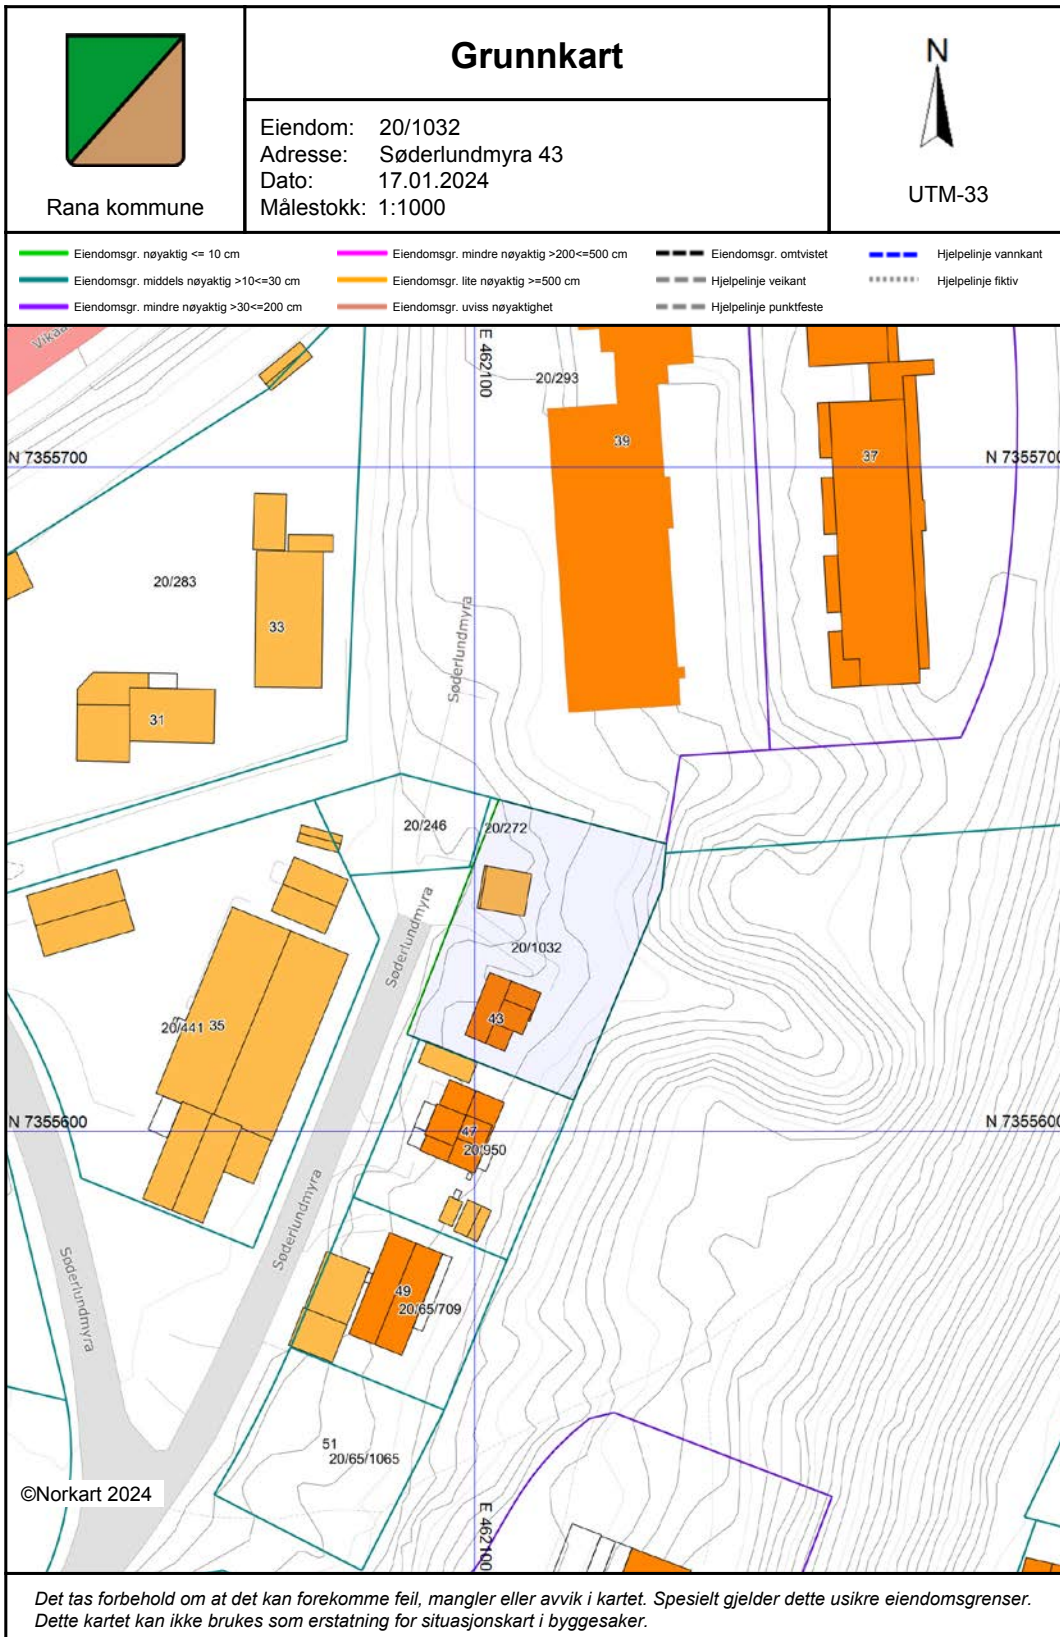 Rana kommune
Grunnkart
Eiendom: 20/1032
Adresse: Søderlundmyra 43
Dato: 17.01.2024
Målestokk: 1:1000
N
UTM-33
Eiendomsgr. nøyaktig <= 10 cm
Eiendomsgr. middels nøyaktig >10<=30 cm
Eiendomsgr. mindre nøyaktig >30<=200 cm
Eiendomsgr. mindre nøyaktig >200<=500 cm
Eiendomsgr. lite nøyaktig >=500 cm
Eiendomsgr. uviss nøyaktighet
Eiendomsgr. omtvistet
Hjelpelinje veikant
Hjelpelinje punktfeste
Hjelpelinje vannkant
Hjelpelinje fiktiv
E 462100
20/293
39
37
N 7355700
N 7355700
20/283
33
Søderlundmyra
31
20/246
20/272
Søderlundmyra
20/1032
43
20/441
35
N 7355600
N 7355600
47
20/950
Søderlundmyra
Søderlundmyra
49
20/65/709
51
20/65/1065
©Norkart 2024
E 462100
Det tas forbehold om at det kan forekomme feil, mangler eller avvik i kartet. Spesielt gjelder dette usikre eiendomsgrenser.
Dette kartet kan ikke brukes som erstatning for situasjonskart i byggesaker.